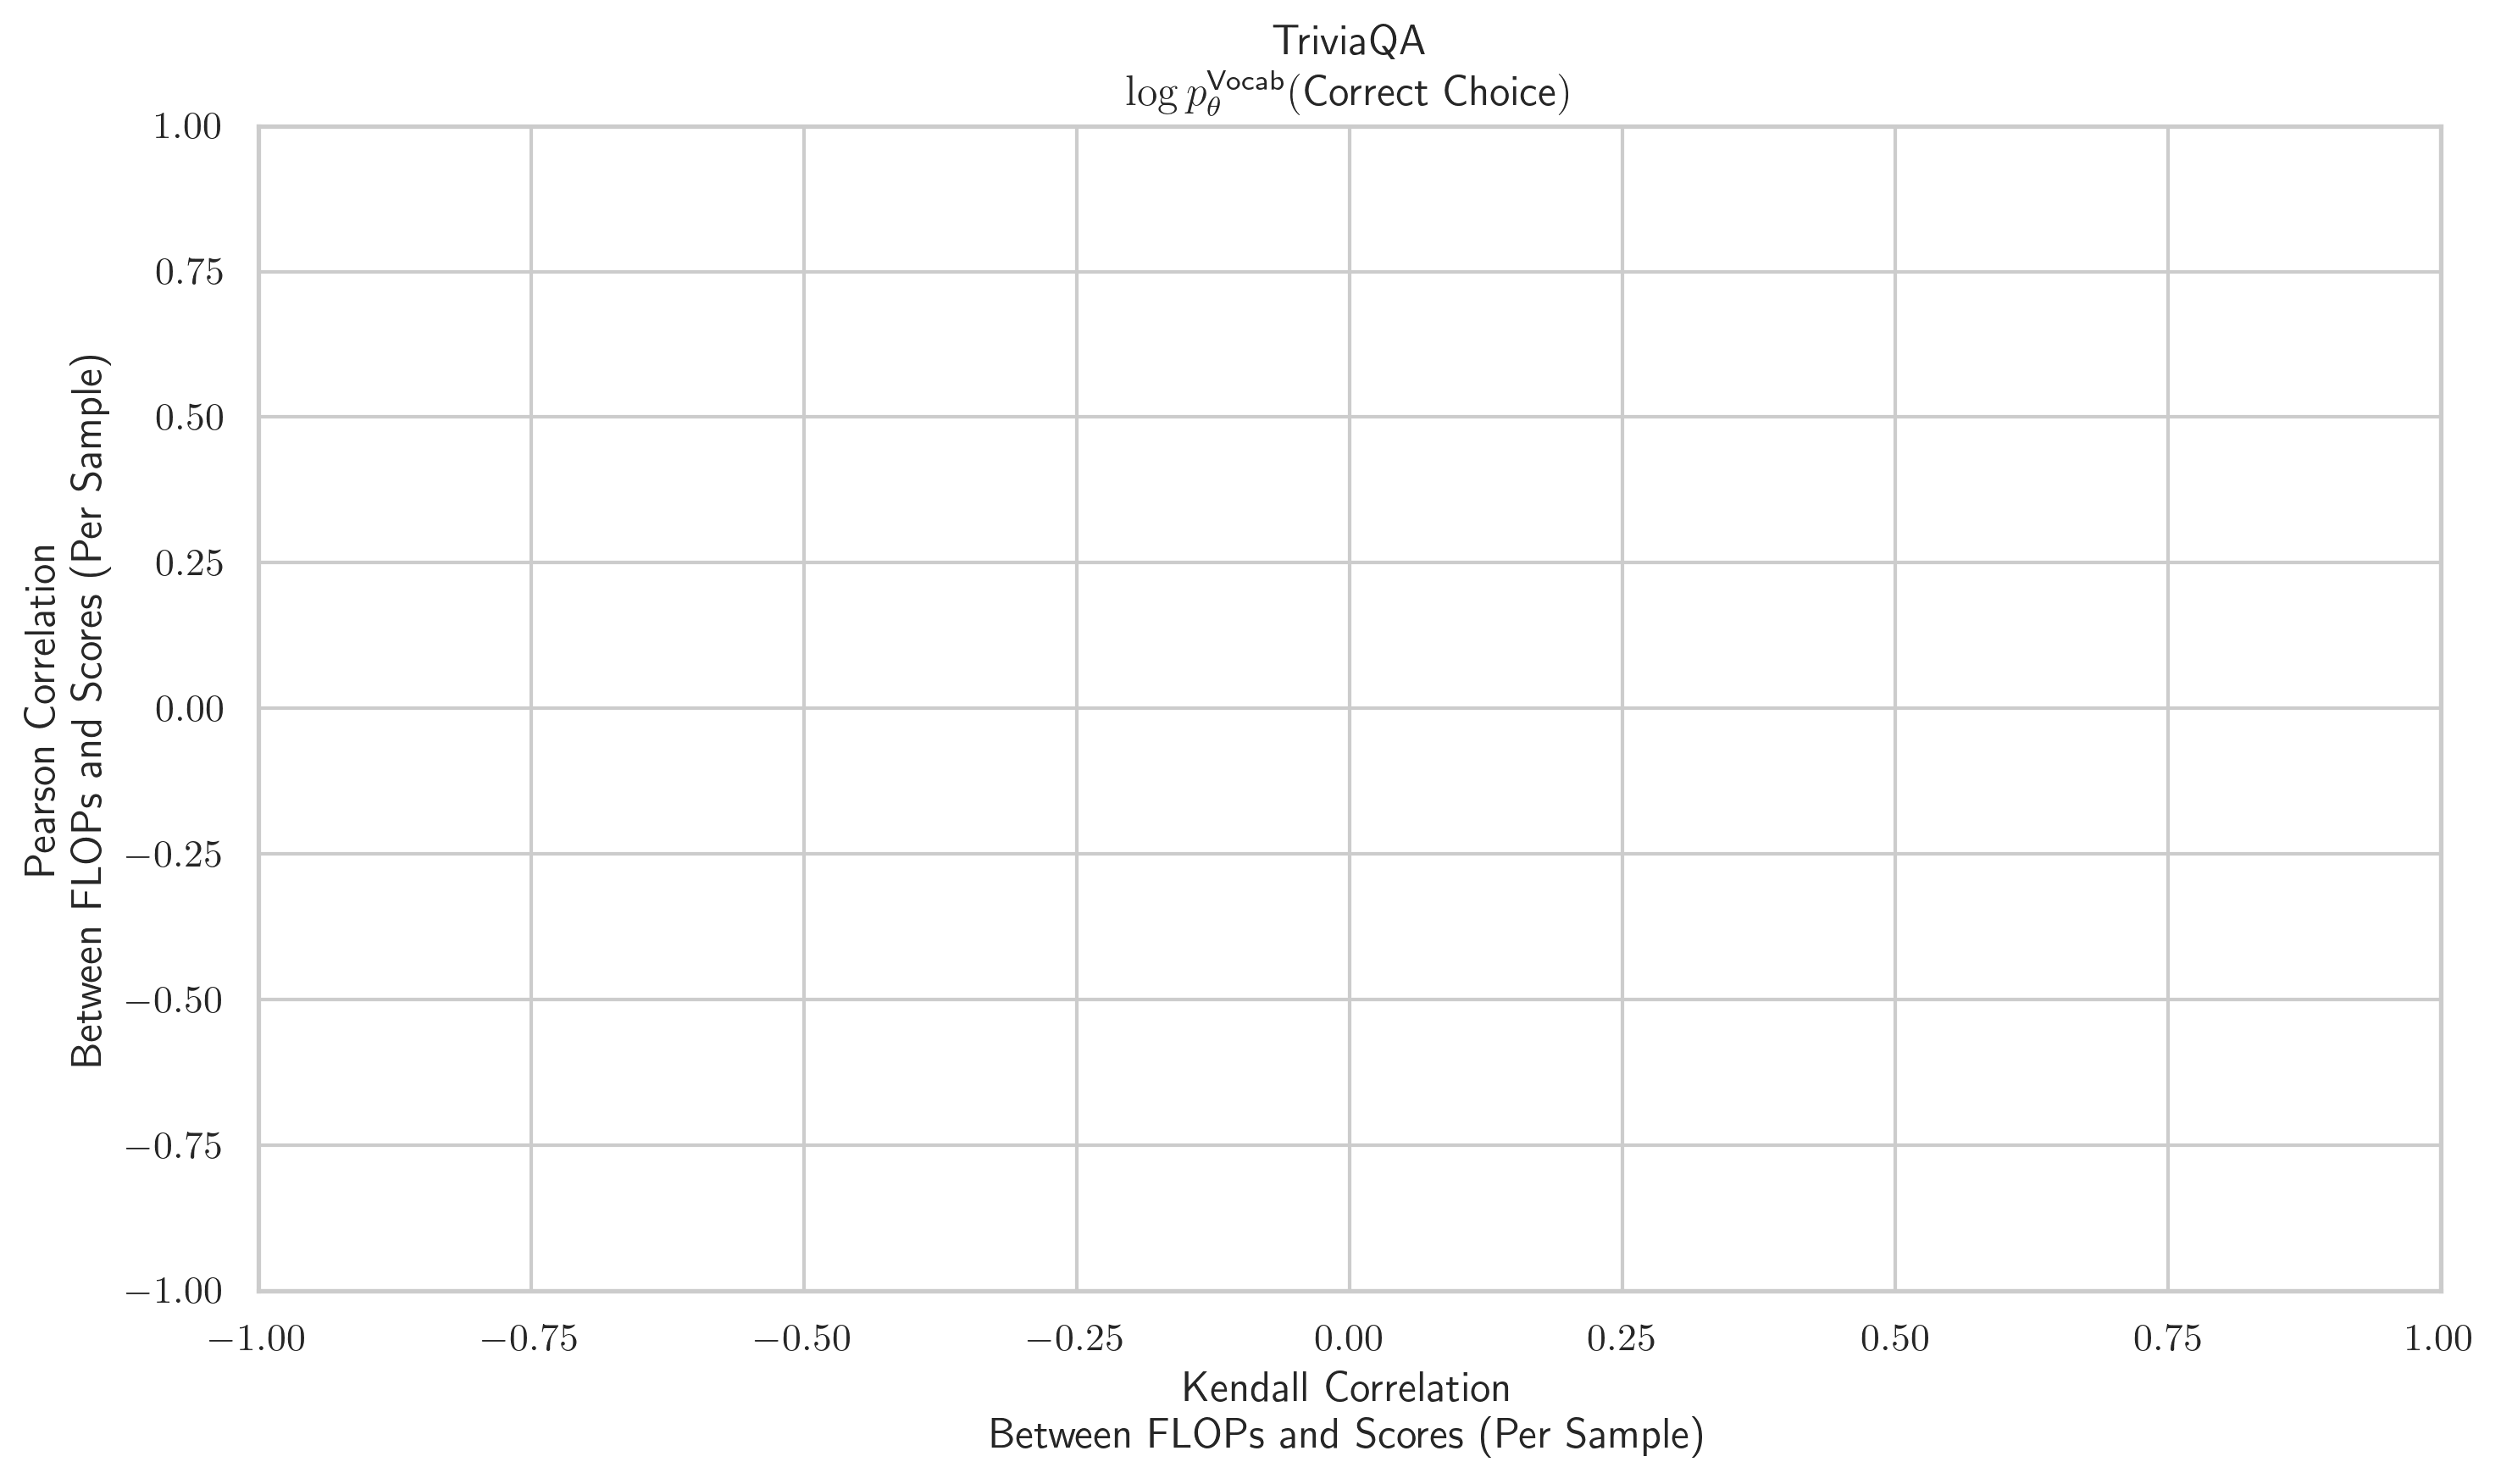 TriviaQA
log p_θ^Vocab(Correct Choice)
1.00
0.75
0.50
0.25
0.00
−0.25
−0.50
−0.75
−1.00
Pearson Correlation
Between FLOPs and Scores (Per Sample)
−1.00 −0.75 −0.50 −0.25 0.00 0.25 0.50 0.75 1.00
Kendall Correlation
Between FLOPs and Scores (Per Sample)